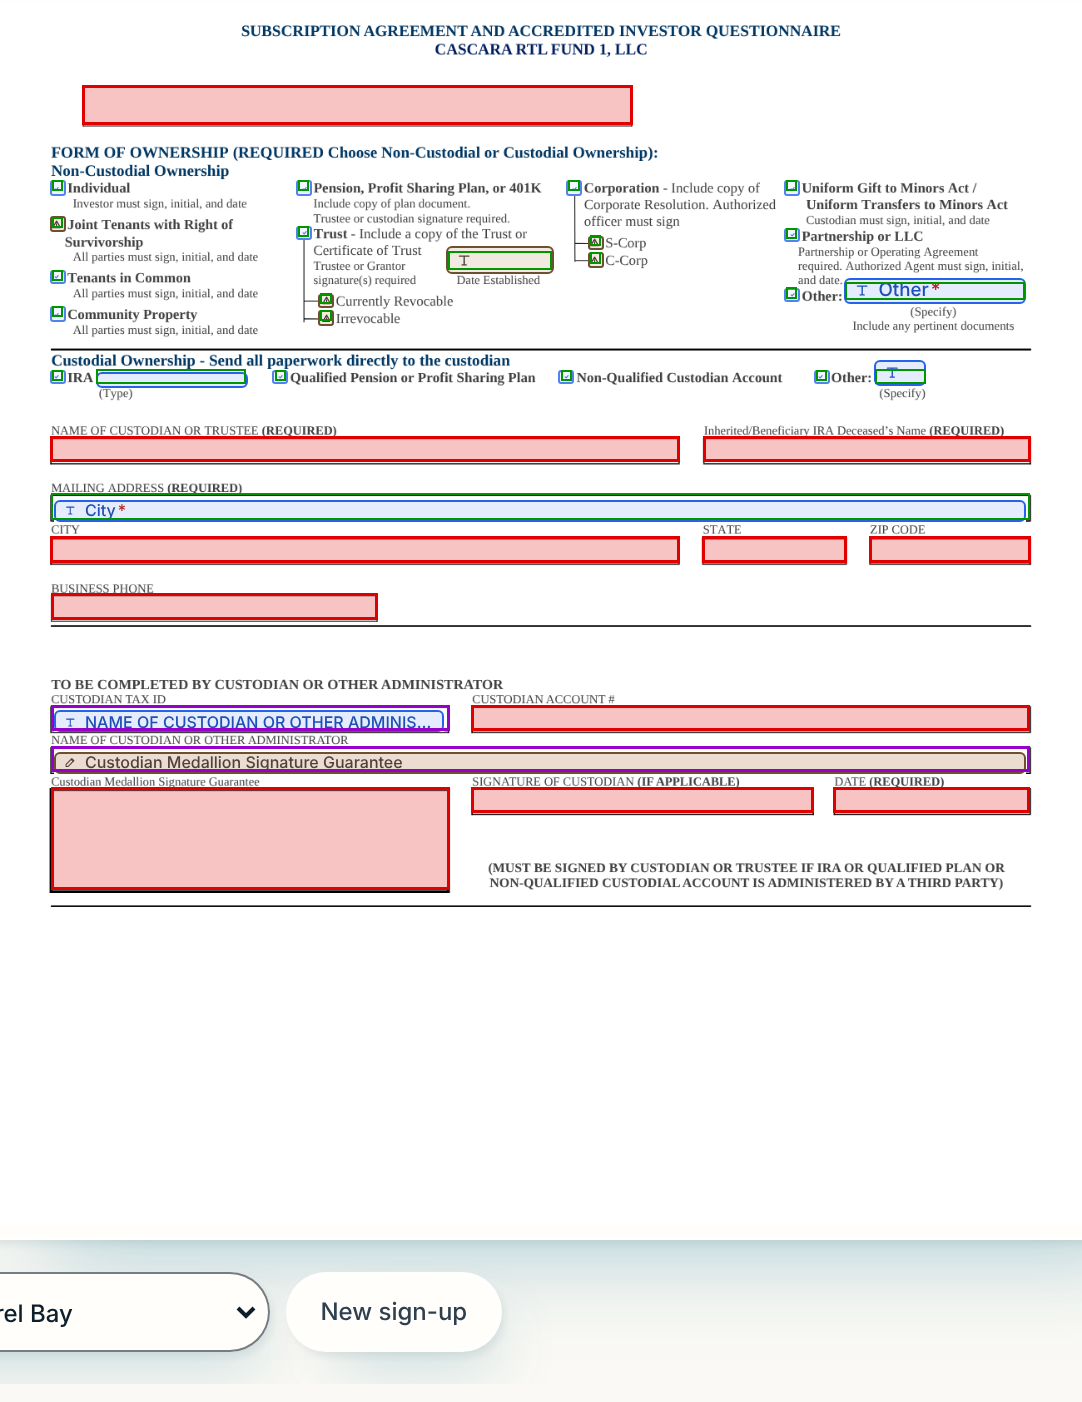 SUBSCRIPTION AGREEMENT AND ACCREDITED INVESTOR QUESTIONNAIRE
CASCARA RTL FUND 1, LLC
FORM OF OWNERSHIP (REQUIRED Choose Non-Custodial or Custodial Ownership):
Non-Custodial Ownership
Individual
Investor must sign, initial, and date
Joint Tenants with Right of
Survivorship
All parties must sign, initial, and date
Tenants in Common
All parties must sign, initial, and date
Community Property
All parties must sign, initial, and date
Pension, Profit Sharing Plan, or 401K
Include copy of plan document.
Trustee or custodian signature required.
Trust - Include a copy of the Trust or
Certificate of Trust
Trustee or Grantor
signature(s) required
Date Established
Currently Revocable
Irrevocable
Corporation - Include copy of
Corporate Resolution. Authorized
officer must sign
S-Corp
C-Corp
Uniform Gift to Minors Act /
Uniform Transfers to Minors Act
Custodian must sign, initial, and date
Partnership or LLC
Partnership or Operating Agreement
required. Authorized Agent must sign, initial,
and date.
Other: Other*
(Specify)
Include any pertinent documents
Custodial Ownership - Send all paperwork directly to the custodian
IRA
(Type)
Qualified Pension or Profit Sharing Plan
Non-Qualified Custodian Account
Other:
(Specify)
NAME OF CUSTODIAN OR TRUSTEE (REQUIRED)
Inherited/Beneficiary IRA Deceased's Name (REQUIRED)
MAILING ADDRESS (REQUIRED)
City*
CITY
STATE
ZIP CODE
BUSINESS PHONE
TO BE COMPLETED BY CUSTODIAN OR OTHER ADMINISTRATOR
CUSTODIAN TAX ID
CUSTODIAN ACCOUNT #
NAME OF CUSTODIAN OR OTHER ADMINIS...
NAME OF CUSTODIAN OR OTHER ADMINISTRATOR
Custodian Medallion Signature Guarantee
Custodian Medallion Signature Guarantee
SIGNATURE OF CUSTODIAN (IF APPLICABLE)
DATE (REQUIRED)
(MUST BE SIGNED BY CUSTODIAN OR TRUSTEE IF IRA OR QUALIFIED PLAN OR
NON-QUALIFIED CUSTODIAL ACCOUNT IS ADMINISTERED BY A THIRD PARTY)
rel Bay
New sign-up